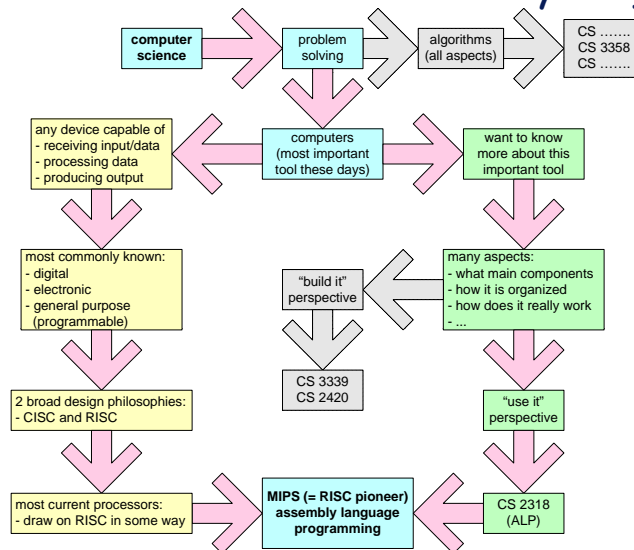 computer
science
problem
solving
algorithms
(all aspects)
CS .......
CS 3358
CS .......
any device capable of
- receiving input/data
- processing data
- producing output
computers
(most important
tool these days)
want to know
more about this
important tool
most commonly known:
- digital
- electronic
- general purpose
(programmable)
"build it"
perspective
many aspects:
- what main components
- how it is organized
- how does it really work
- ...
CS 3339
CS 2420
2 broad design philosophies:
- CISC and RISC
"use it"
perspective
most current processors:
- draw on RISC in some way
MIPS (= RISC pioneer)
assembly language
programming
CS 2318
(ALP)